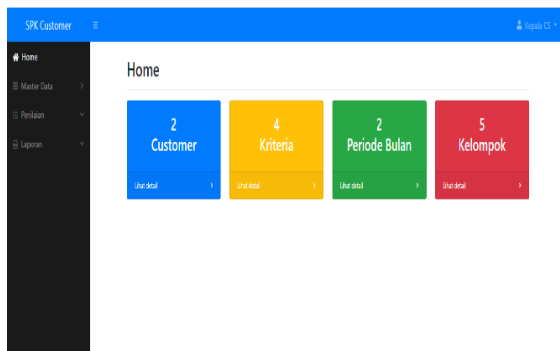 SPK Customer
Kepala CS
Home
Master Data
Penilaian
Laporan
Home
2
Customer
Lihat detail
4
Kriteria
Lihat detail
2
Periode Bulan
Lihat detail
5
Kelompok
Lihat detail